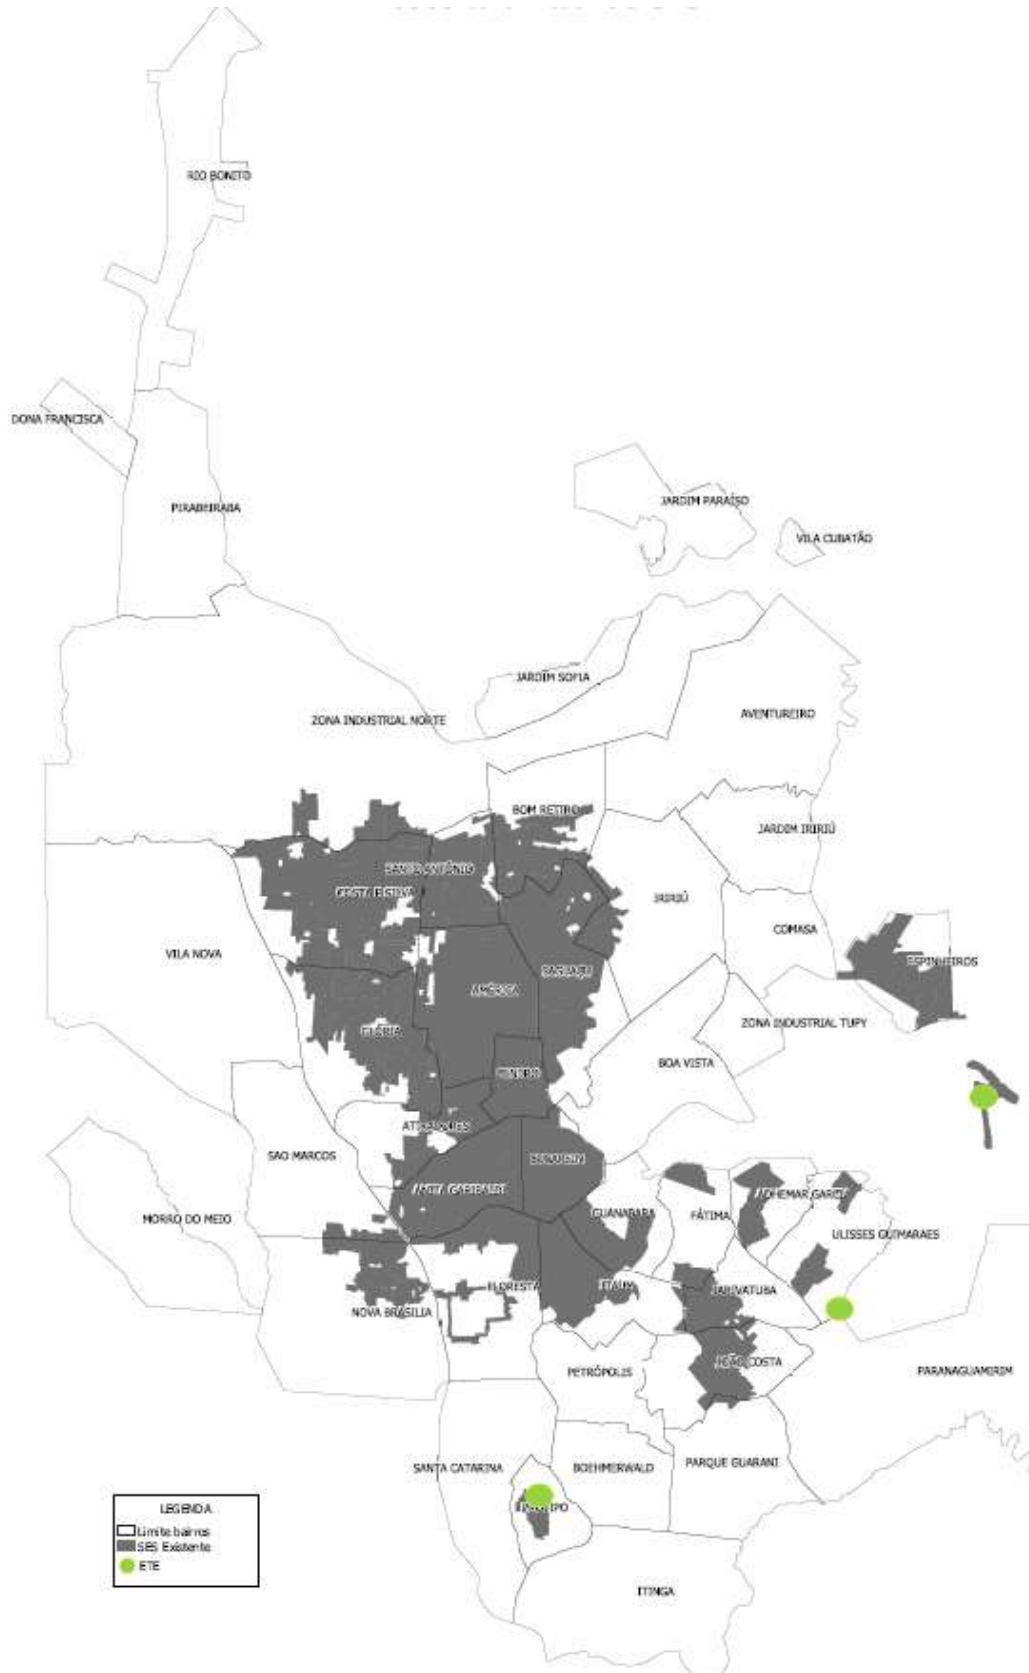 RIO BONITO
DONA FRANCISCA
PIRABEIRABA
JARDIM PARAÍSO
VILA CUBATÃO
JARDIM SOFIA
ZONA INDUSTRIAL NORTE
AVENTUREIRO
BOM RETIRO
JARDIM IRIRIÚ
SANTO ANTÔNIO
COSTA E SILVA
IRIRIÚ
COMASA
VILA NOVA
ESPINHEIROS
SAGUAÇU
AMÉRICA
GLÓRIA
ZONA INDUSTRIAL TUPY
BOA VISTA
CENTRO
ATIRADORES
SAO MARCOS
BUCAREIN
ANITA GARIBALDI
ADHEMAR GARCIA
MORRO DO MEIO
GUANABARA
FÁTIMA
ULISSES GUIMARAES
FLORESTA
ITAUM
JARIVATUBA
NOVA BRASILIA
JOÃO COSTA
PETRÓPOLIS
PARANAGUAMIRIM
SANTA CATARINA
BOEHMERWALD
PARQUE GUARANI
ITINGA
LEGENDA
Limite bairros
SES Existente
ETE